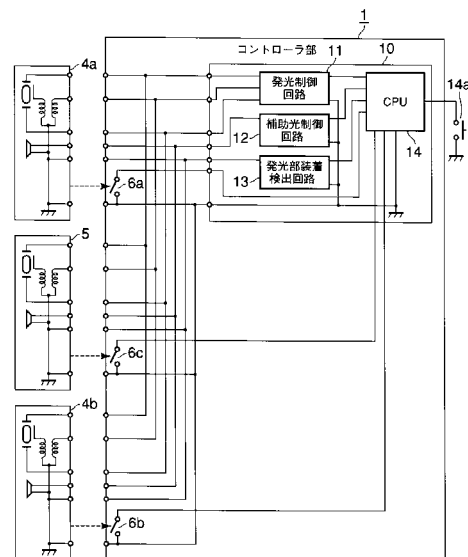 1
コントローラ部
11
10
4a
発光制御
回路
CPU
14a
12
補助光制御
回路
14
13
発光部装着
検出回路
6a
5
6c
4b
6b